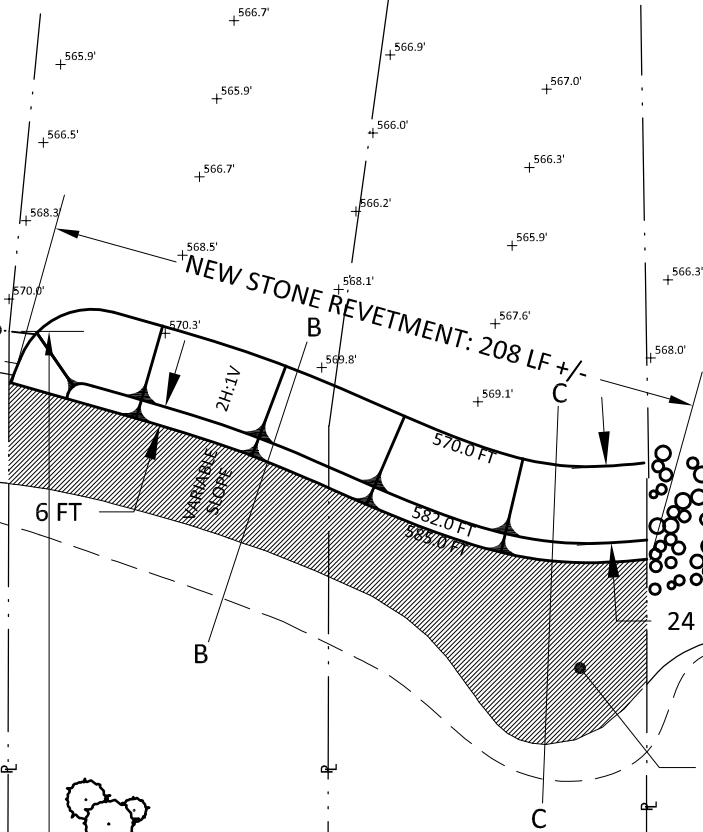 566.7'
566.9'
565.9'
567.0'
565.9'
566.0'
566.5'
566.3'
566.7'
566.2'
568.3'
565.9'
568.5'
566.3'
NEW STONE REVETMENT: 208 LF +/-
568.1'
570.0'
567.6'
B
570.3'
568.0'
569.8'
2H:1V
C
569.1'
570.0 FT
VARIABLE
SLOPE
6 FT
582.0 FT
585.0 FT
24
B
PL
PL
PL
C